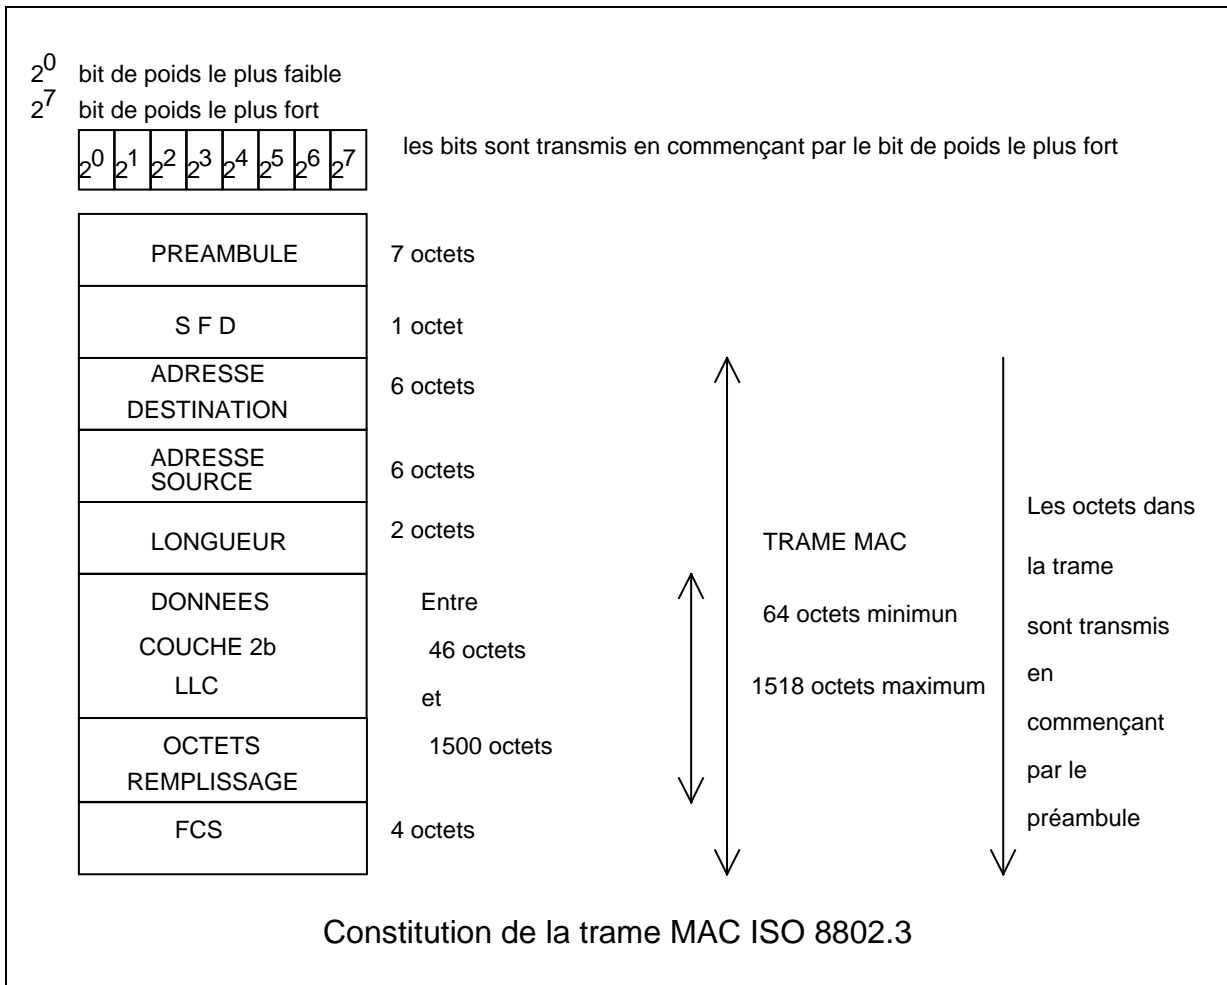 2^0 bit de poids le plus faible
2^7 bit de poids le plus fort
2^0 2^1 2^2 2^3 2^4 2^5 2^6 2^7
les bits sont transmis en commençant par le bit de poids le plus fort
PREAMBULE
7 octets
S F D
1 octet
ADRESSE
DESTINATION
6 octets
ADRESSE
SOURCE
6 octets
LONGUEUR
2 octets
DONNEES
COUCHE 2b
LLC
Entre
46 octets
et
1500 octets
OCTETS
REMPLISSAGE
FCS
4 octets
TRAME MAC
64 octets minimun
1518 octets maximum
Les octets dans
la trame
sont transmis
en
commençant
par le
préambule
Constitution de la trame MAC ISO 8802.3